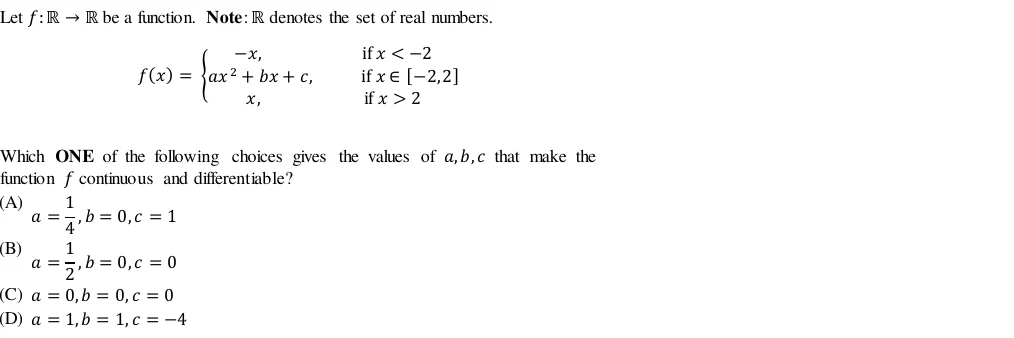 Let f: ℝ → ℝ be a function. Note: ℝ denotes the set of real numbers.
f(x) = { −x, if x < −2
ax² + bx + c, if x ∈ [−2,2]
x, if x > 2
Which ONE of the following choices gives the values of a, b, c that make the
function f continuous and differentiable?
(A) a = 1/4, b = 0, c = 1
(B) a = 1/2, b = 0, c = 0
(C) a = 0, b = 0, c = 0
(D) a = 1, b = 1, c = −4